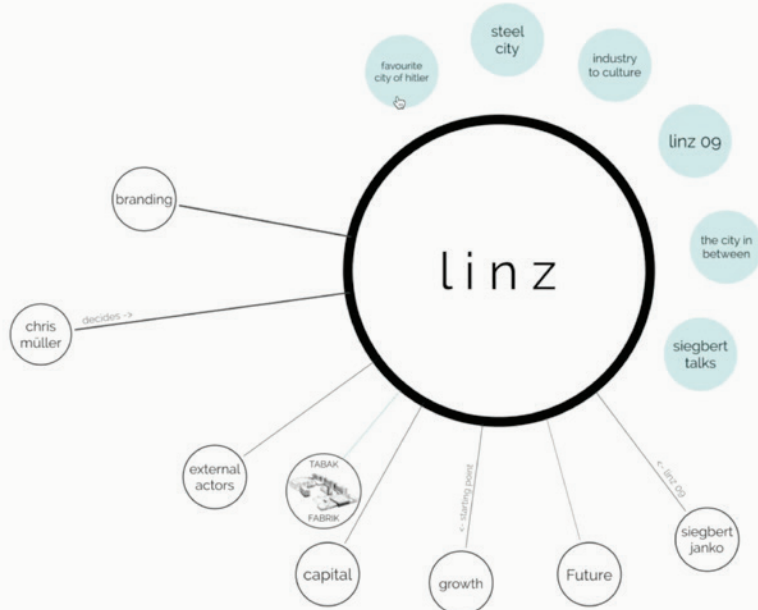 steel
city
favourite
city of hitler
industry
to culture
linz 09
branding
the city in
between
linz
decides ->
chris
müller
siegbert
talks
external
actors
TABAK
FABRIK
<- starting point
<- linz 09
siegbert
janko
capital
growth
Future